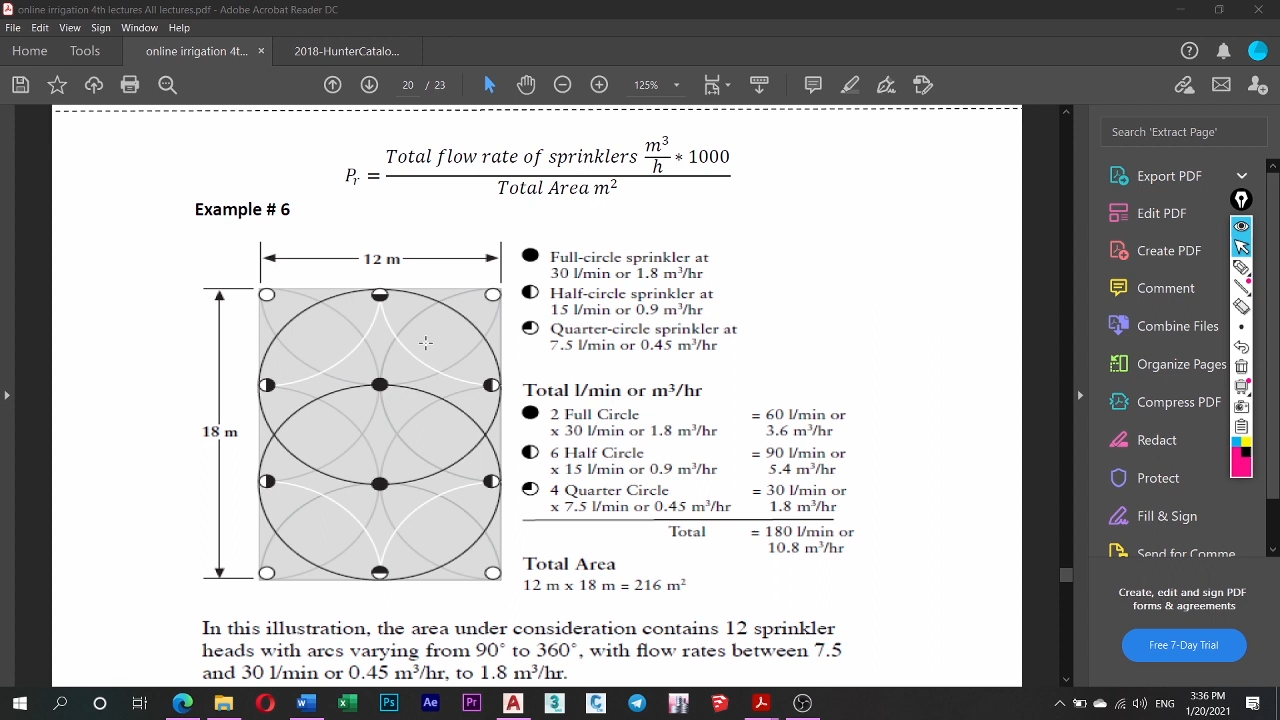 online irrigation 4th lectures All lectures.pdf - Adobe Acrobat Reader DC
File Edit View Sign Window Help
Home Tools online irrigation 4t... × 2018-HunterCatalo...
20 / 23 125%
P_r = Total flow rate of sprinklers m³/h * 1000 / Total Area m²
Example # 6
12 m
18 m
Full-circle sprinkler at
30 l/min or 1.8 m³/hr
Half-circle sprinkler at
15 l/min or 0.9 m³/hr
Quarter-circle sprinkler at
7.5 l/min or 0.45 m³/hr
Total l/min or m³/hr
2 Full Circle = 60 l/min or
x 30 l/min or 1.8 m³/hr 3.6 m³/hr
6 Half Circle = 90 l/min or
x 15 l/min or 0.9 m³/hr 5.4 m³/hr
4 Quarter Circle = 30 l/min or
x 7.5 l/min or 0.45 m³/hr 1.8 m³/hr
Total = 180 l/min or
10.8 m³/hr
Total Area
12 m x 18 m = 216 m²
In this illustration, the area under consideration contains 12 sprinkler
heads with arcs varying from 90° to 360°, with flow rates between 7.5
and 30 l/min or 0.45 m³/hr, to 1.8 m³/hr.
Search 'Extract Page'
Export PDF
Edit PDF
Create PDF
Comment
Combine Files
Organize Pages
Compress PDF
Redact
Protect
Fill & Sign
Send for Comme
Create, edit and sign PDF
forms & agreements
Free 7-Day Trial
Ps Ae Pr
ENG
3:36 PM
1/20/2021